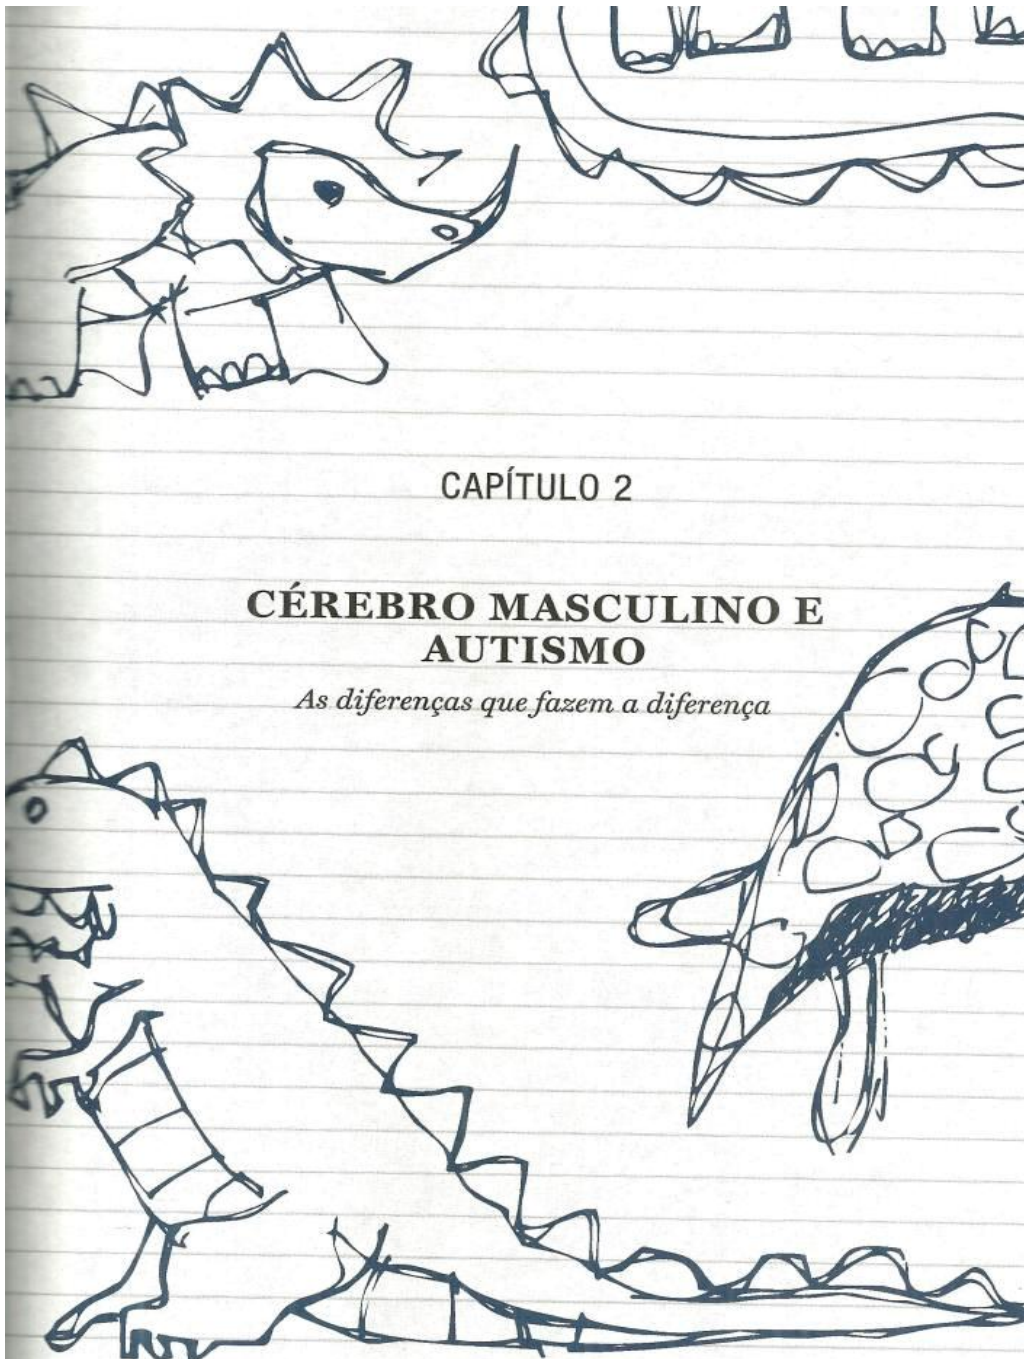 CAPÍTULO 2
CÉREBRO MASCULINO E
AUTISMO
As diferenças que fazem a diferença